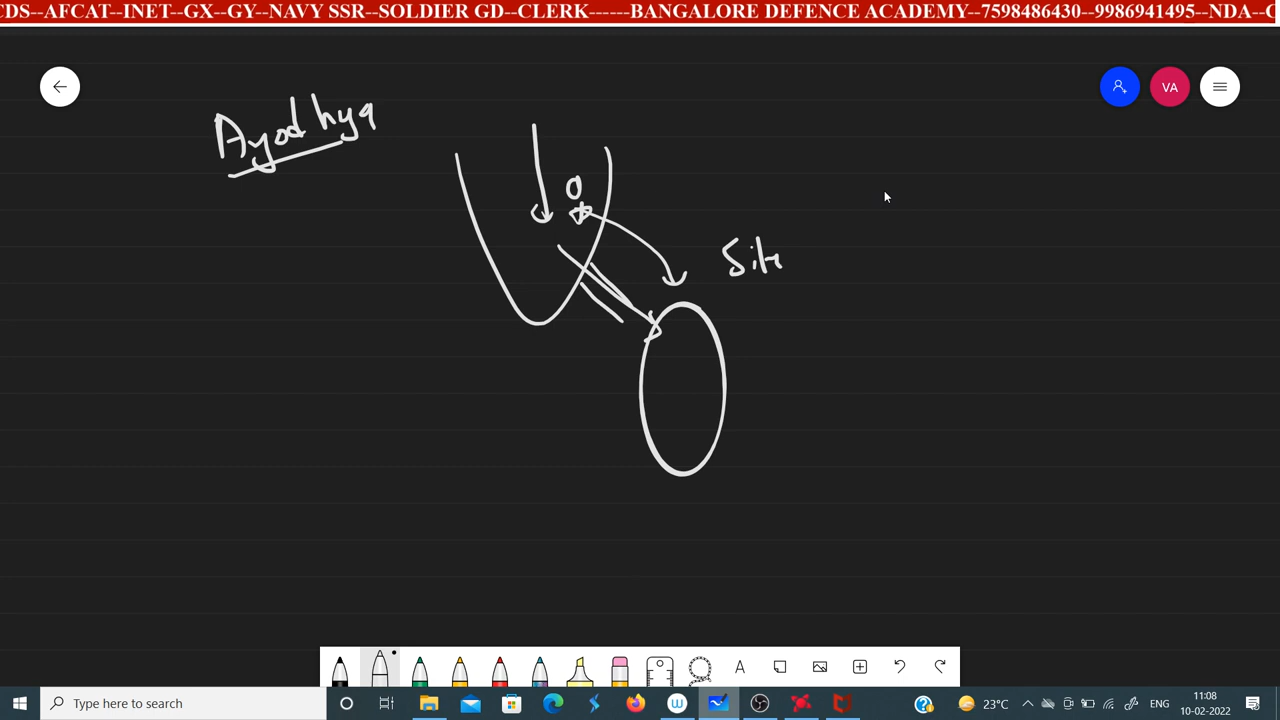 CDS--AFCAT--INET--GX--GY--NAVY SSR--SOLDIER GD--CLERK------BANGALORE DEFENCE ACADEMY--7598486430--9986941495--NDA--C
VA
Ayodhya
Sita
A
Type here to search
23°C
ENG
11:08
10-02-2022